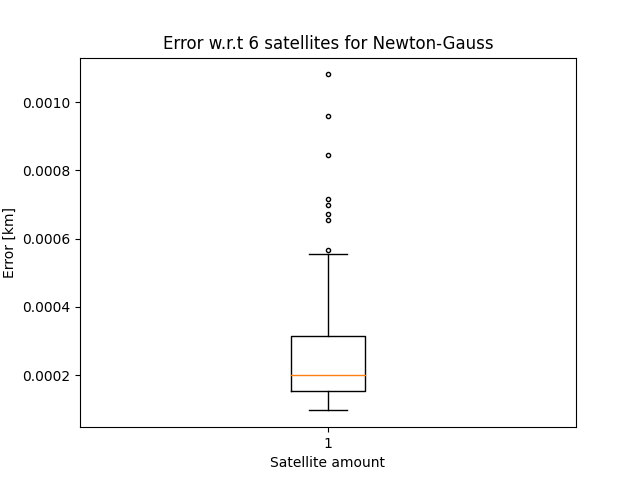 Error w.r.t 6 satellites for Newton-Gauss
0.0010
0.0008
0.0006
0.0004
0.0002
Error [km]
1
Satellite amount